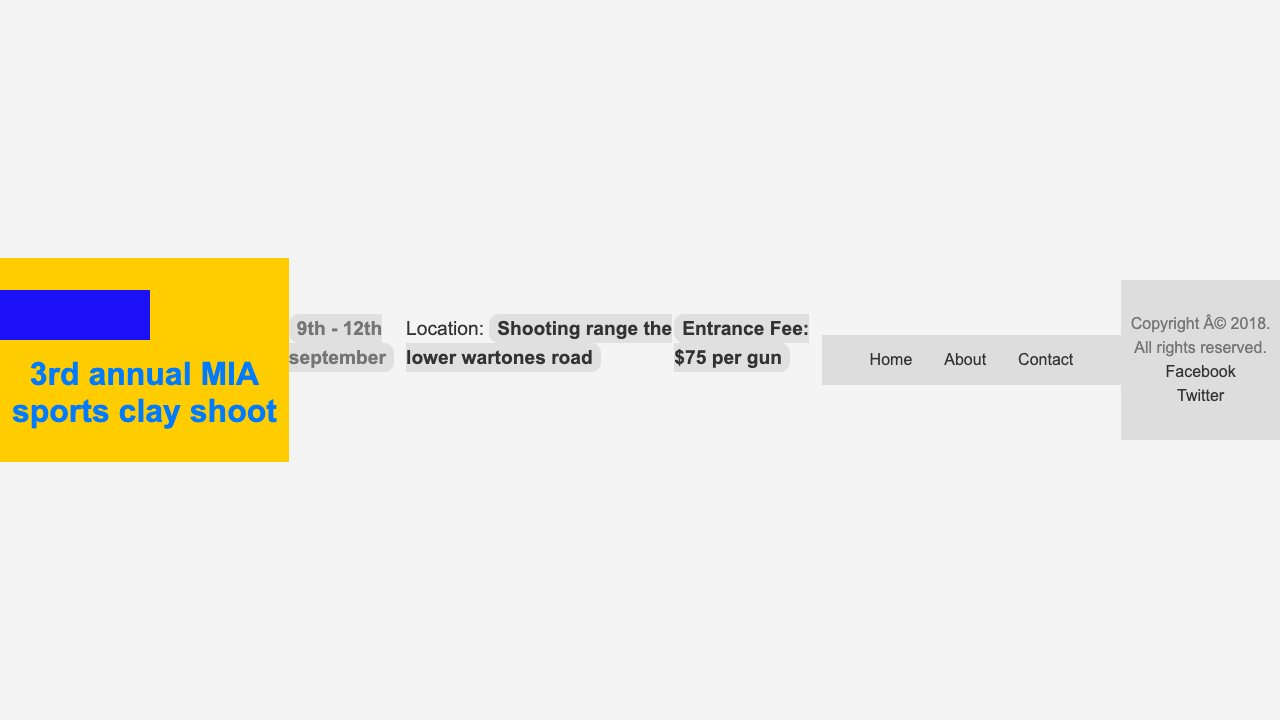 3rd annual MIA
sports clay shoot
9th - 12th
september
Location: Shooting range the
lower wartones road
Entrance Fee:
$75 per gun
Home About Contact
Copyright Â© 2018.
All rights reserved.
Facebook
Twitter